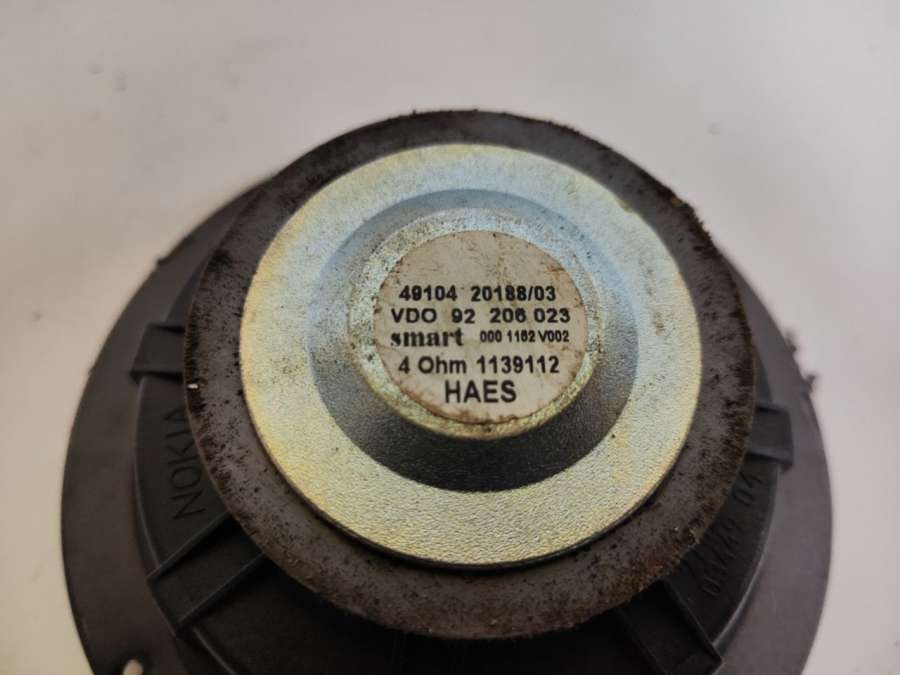 49104 20188/03
VDO 92 206 023
smart 000 1162 V002
4 Ohm 1139112
HAES
NOKIA